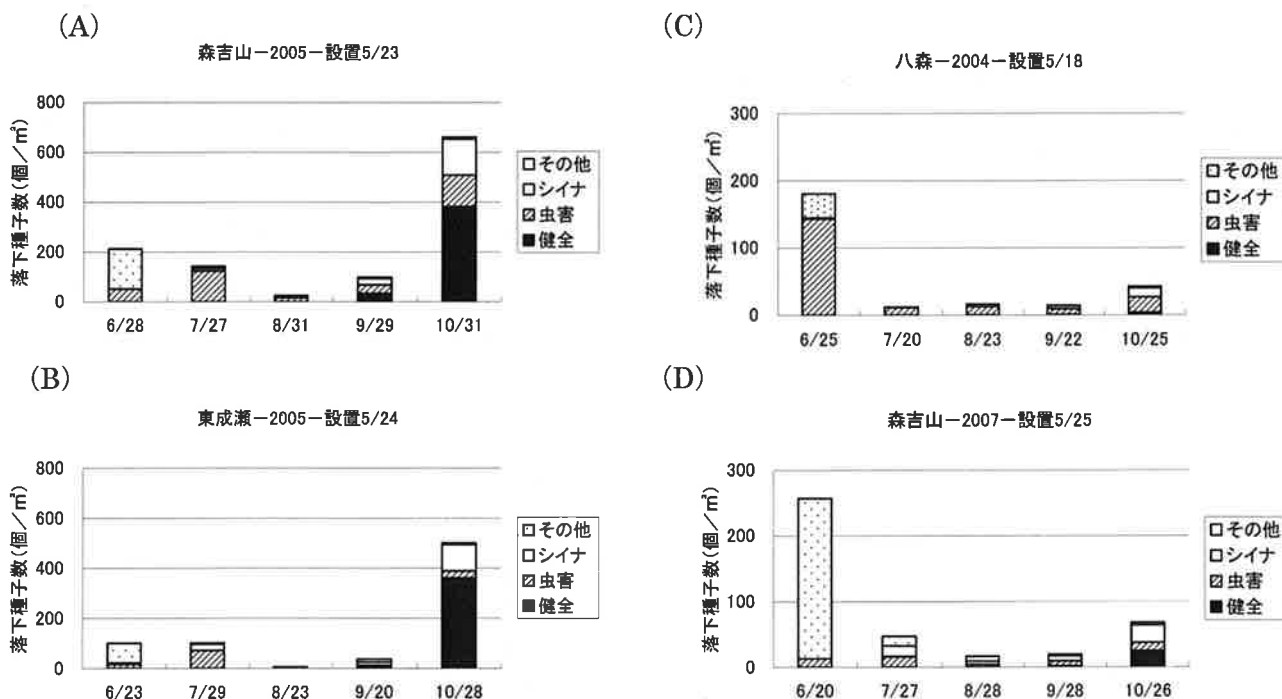 (A)
森吉山−2005−設置5/23
落下種子数(個/㎡)
800
600
400
200
0
6/28 7/27 8/31 9/29 10/31
その他
シイナ
虫害
健全
(B)
東成瀬−2005−設置5/24
落下種子数(個/㎡)
800
600
400
200
0
6/23 7/29 8/23 9/20 10/28
その他
シイナ
虫害
健全
(C)
八森−2004−設置5/18
落下種子数(個/㎡)
300
200
100
0
6/25 7/20 8/23 9/22 10/25
その他
シイナ
虫害
健全
(D)
森吉山−2007−設置5/25
落下種子数(個/㎡)
300
200
100
0
6/20 7/27 8/28 9/28 10/26
その他
シイナ
虫害
健全